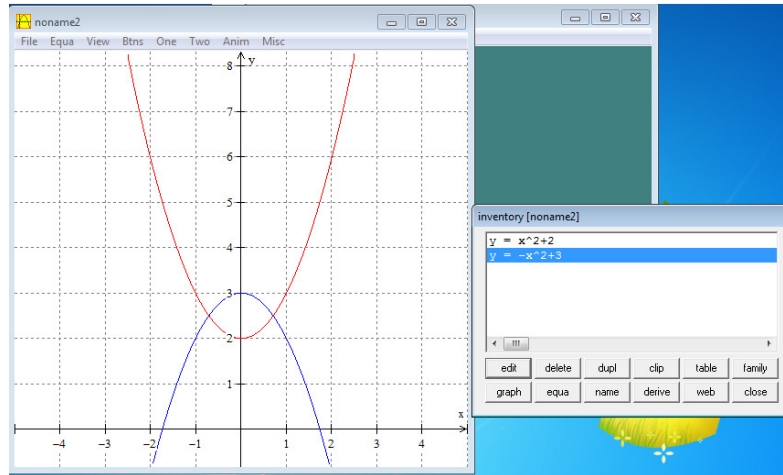 noname2
File Equa View Btns One Two Anim Misc
y
8
7
6
5
4
3
2
1
x
-4 -3 -2 -1 1 2 3 4
inventory [noname2]
y = x^2+2
y = -x^2+3
edit delete dupl clip table family
graph equa name derive web close